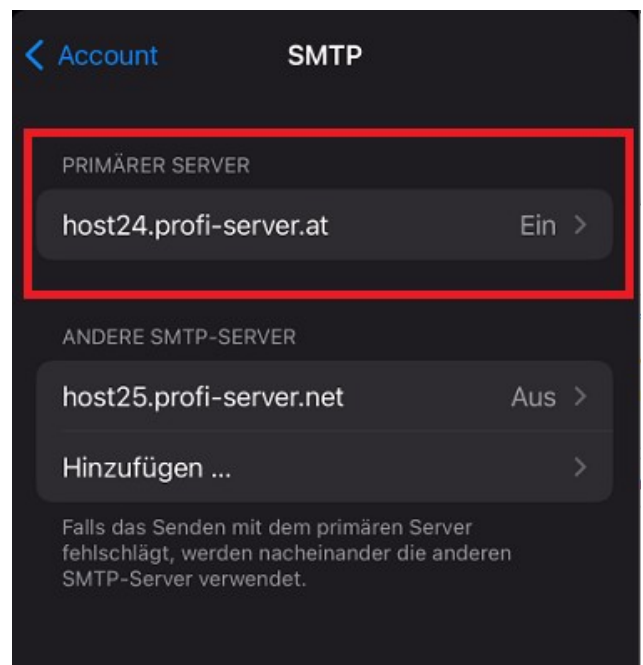 Account
SMTP
PRIMÄRER SERVER
host24.profi-server.at
Ein
ANDERE SMTP-SERVER
host25.profi-server.net
Aus
Hinzufügen ...
Falls das Senden mit dem primären Server
fehlschlägt, werden nacheinander die anderen
SMTP-Server verwendet.